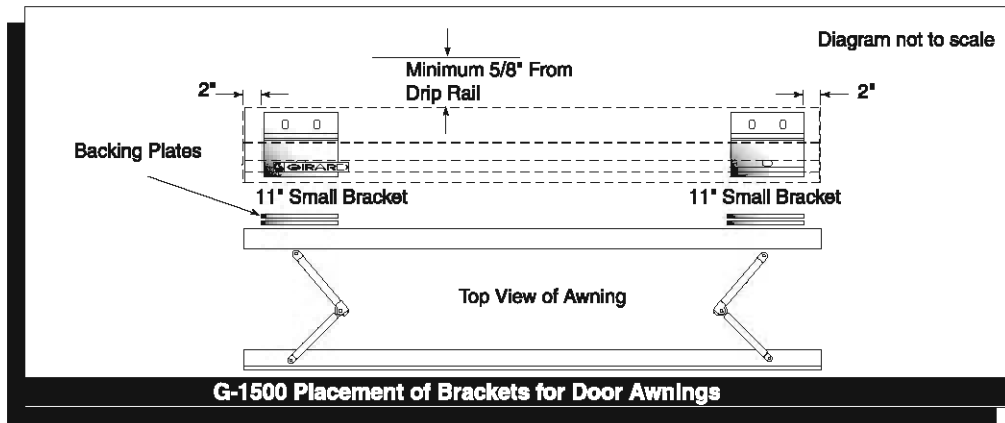 Diagram not to scale
Minimum 5/8" From
Drip Rail
2"
2"
Backing Plates
GIRARD
11" Small Bracket
11" Small Bracket
Top View of Awning
G-1500 Placement of Brackets for Door Awnings